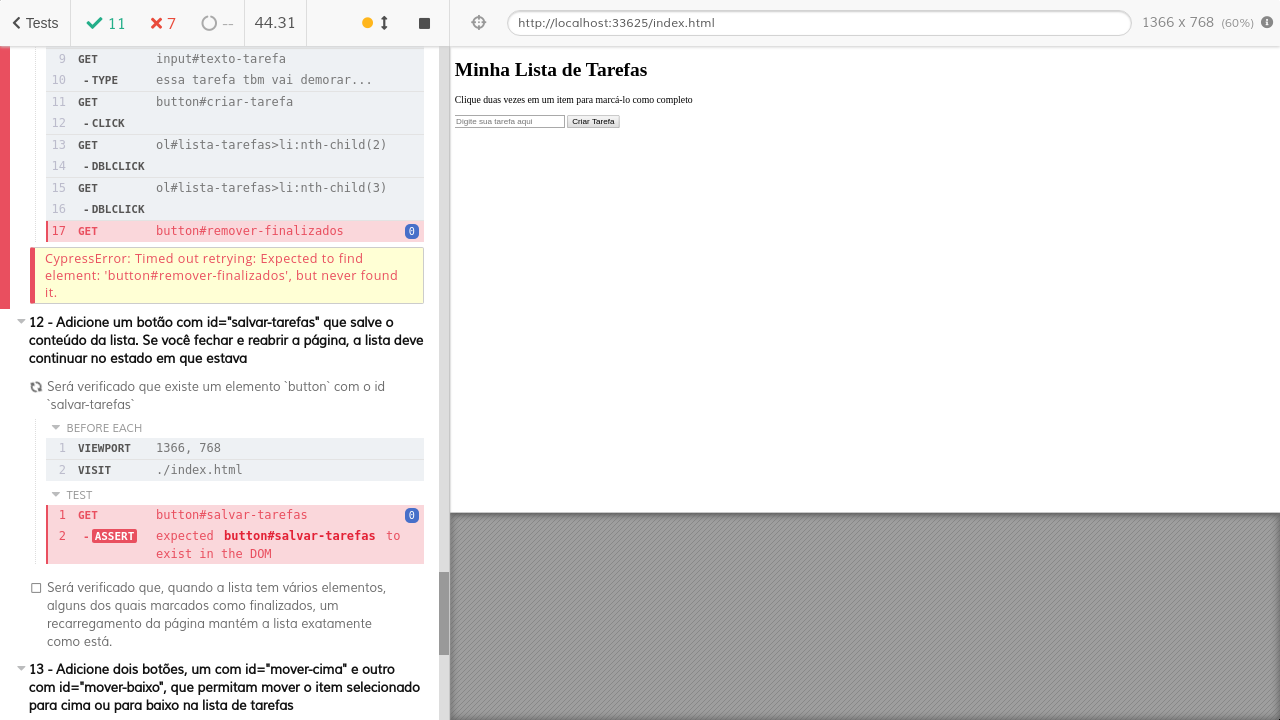 Tests
11
7
--
44.31
http://localhost:33625/index.html
1366 x 768 (60%)
9 GET input#texto-tarefa
10 - TYPE essa tarefa tbm vai demorar...
11 GET button#criar-tarefa
12 - CLICK
13 GET ol#lista-tarefas>li:nth-child(2)
14 - DBLCLICK
15 GET ol#lista-tarefas>li:nth-child(3)
16 - DBLCLICK
17 GET button#remover-finalizados 0
CypressError: Timed out retrying: Expected to find
element: 'button#remover-finalizados', but never found
it.
12 - Adicione um botão com id="salvar-tarefas" que salve o
conteúdo da lista. Se você fechar e reabrir a página, a lista deve
continuar no estado em que estava
Será verificado que existe um elemento `button` com o id
`salvar-tarefas`
BEFORE EACH
1 VIEWPORT 1366, 768
2 VISIT ./index.html
TEST
1 GET button#salvar-tarefas 0
2 - ASSERT expected button#salvar-tarefas to
exist in the DOM
Será verificado que, quando a lista tem vários elementos,
alguns dos quais marcados como finalizados, um
recarregamento da página mantém a lista exatamente
como está.
13 - Adicione dois botões, um com id="mover-cima" e outro
com id="mover-baixo", que permitam mover o item selecionado
para cima ou para baixo na lista de tarefas
Minha Lista de Tarefas
Clique duas vezes em um item para marcá-lo como completo
Digite sua tarefa aqui
Criar Tarefa